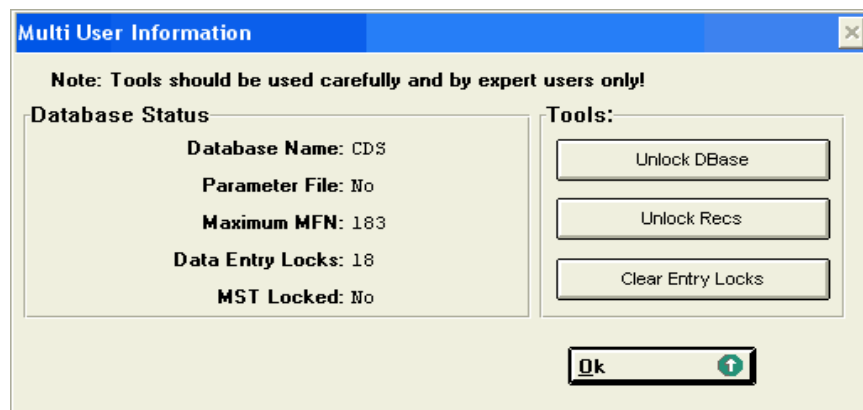 Multi User Information
Note: Tools should be used carefully and by expert users only!
Database Status
Database Name: CDS
Parameter File: No
Maximum MFN: 183
Data Entry Locks: 18
MST Locked: No
Tools:
Unlock DBase
Unlock Recs
Clear Entry Locks
Ok